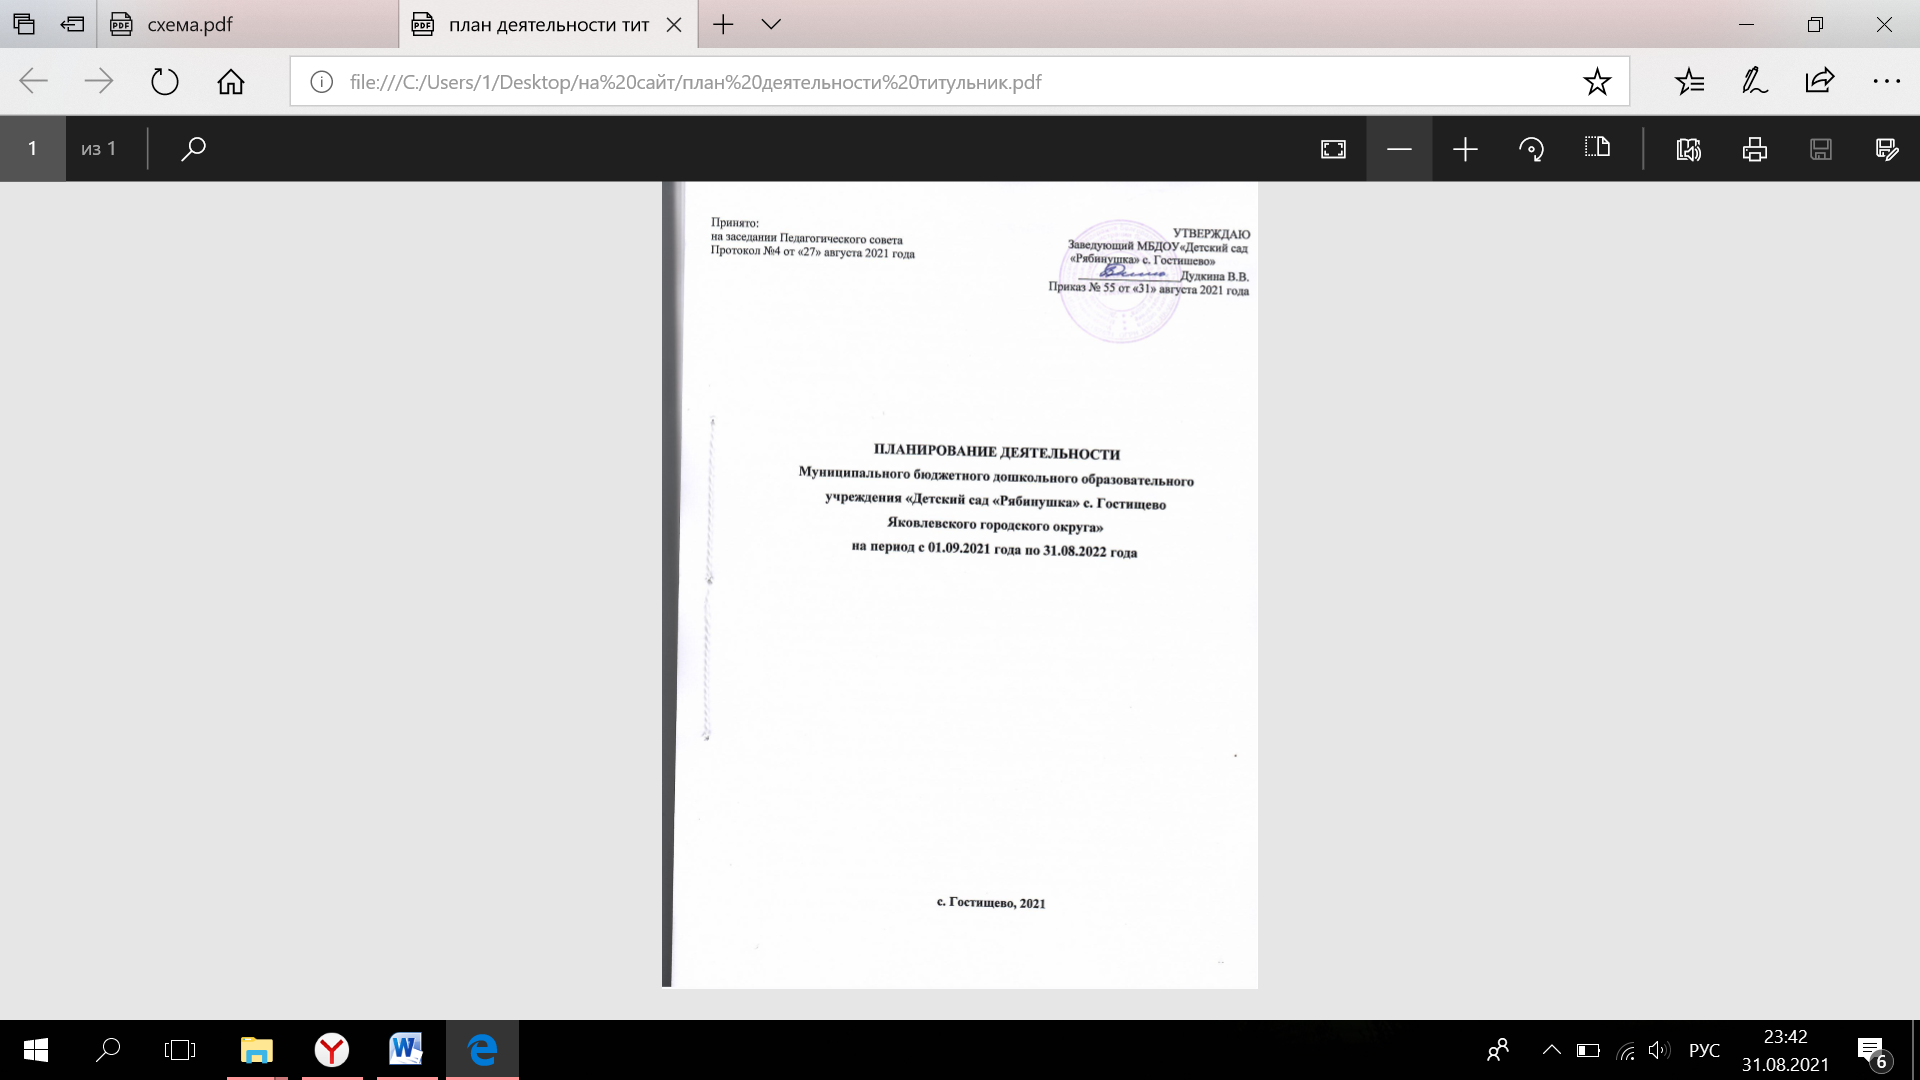 схема.pdf
план деятельности тит
file:///C:/Users/1/Desktop/на%20сайт/план%20деятельности%20титульник.pdf
1 из 1
Принято:
на заседании Педагогического совета
Протокол №4 от «27» августа 2021 года
УТВЕРЖДАЮ
Заведующий МБДОУ«Детский сад
«Рябинушка» с. Гостищево»
Дудкина В.В.
Приказ № 55 от «31» августа 2021 года
ПЛАНИРОВАНИЕ ДЕЯТЕЛЬНОСТИ
Муниципального бюджетного дошкольного образовательного
учреждения «Детский сад «Рябинушка» с. Гостищево
Яковлевского городского округа»
на период с 01.09.2021 года по 31.08.2022 года
с. Гостищево, 2021
РУС
23:42
31.08.2021
6